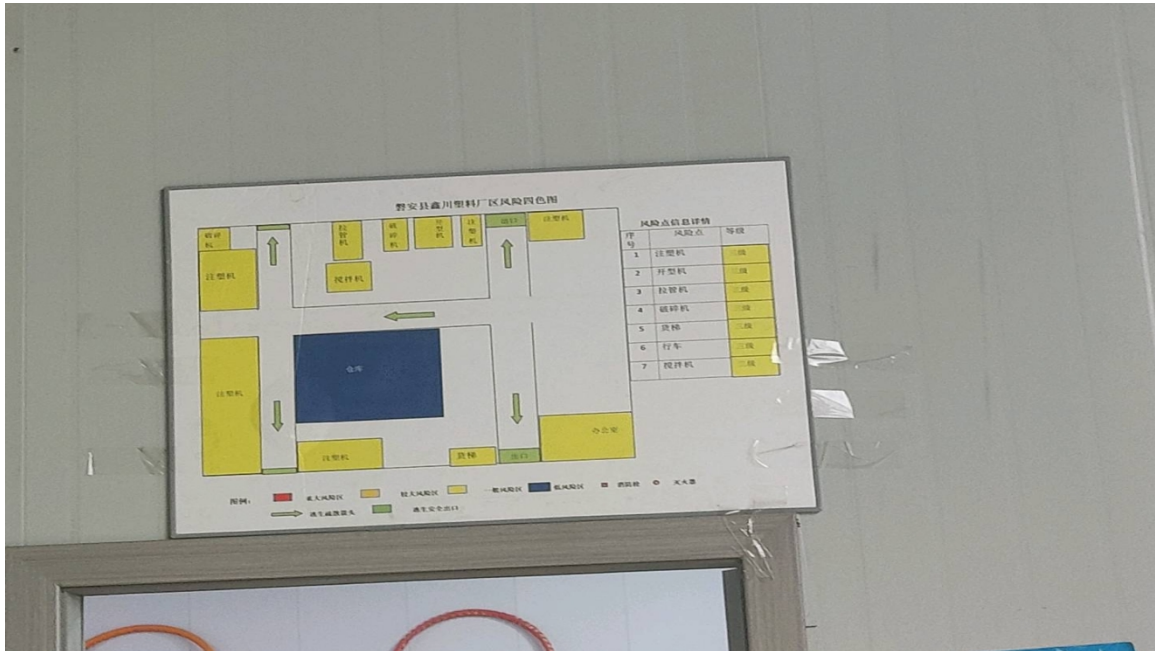 磐安县鑫川塑料厂区风险四色图
破碎机
注塑机
拉管机
搅拌机
破碎机
开型机
注塑机
出口
注塑机
注塑机
仓库
注塑机
货梯
出口
办公室
风险点信息详情
序号 风险点 等级
1 注塑机 三级
2 开塑机 三级
3 拉管机 三级
4 破碎机 三级
5 货梯 三级
6 行车 三级
7 搅拌机 三级
图例： 重大风险区 较大风险区 一般风险区 低风险区 消防栓 灭火器
逃生疏散箭头 逃生安全出口